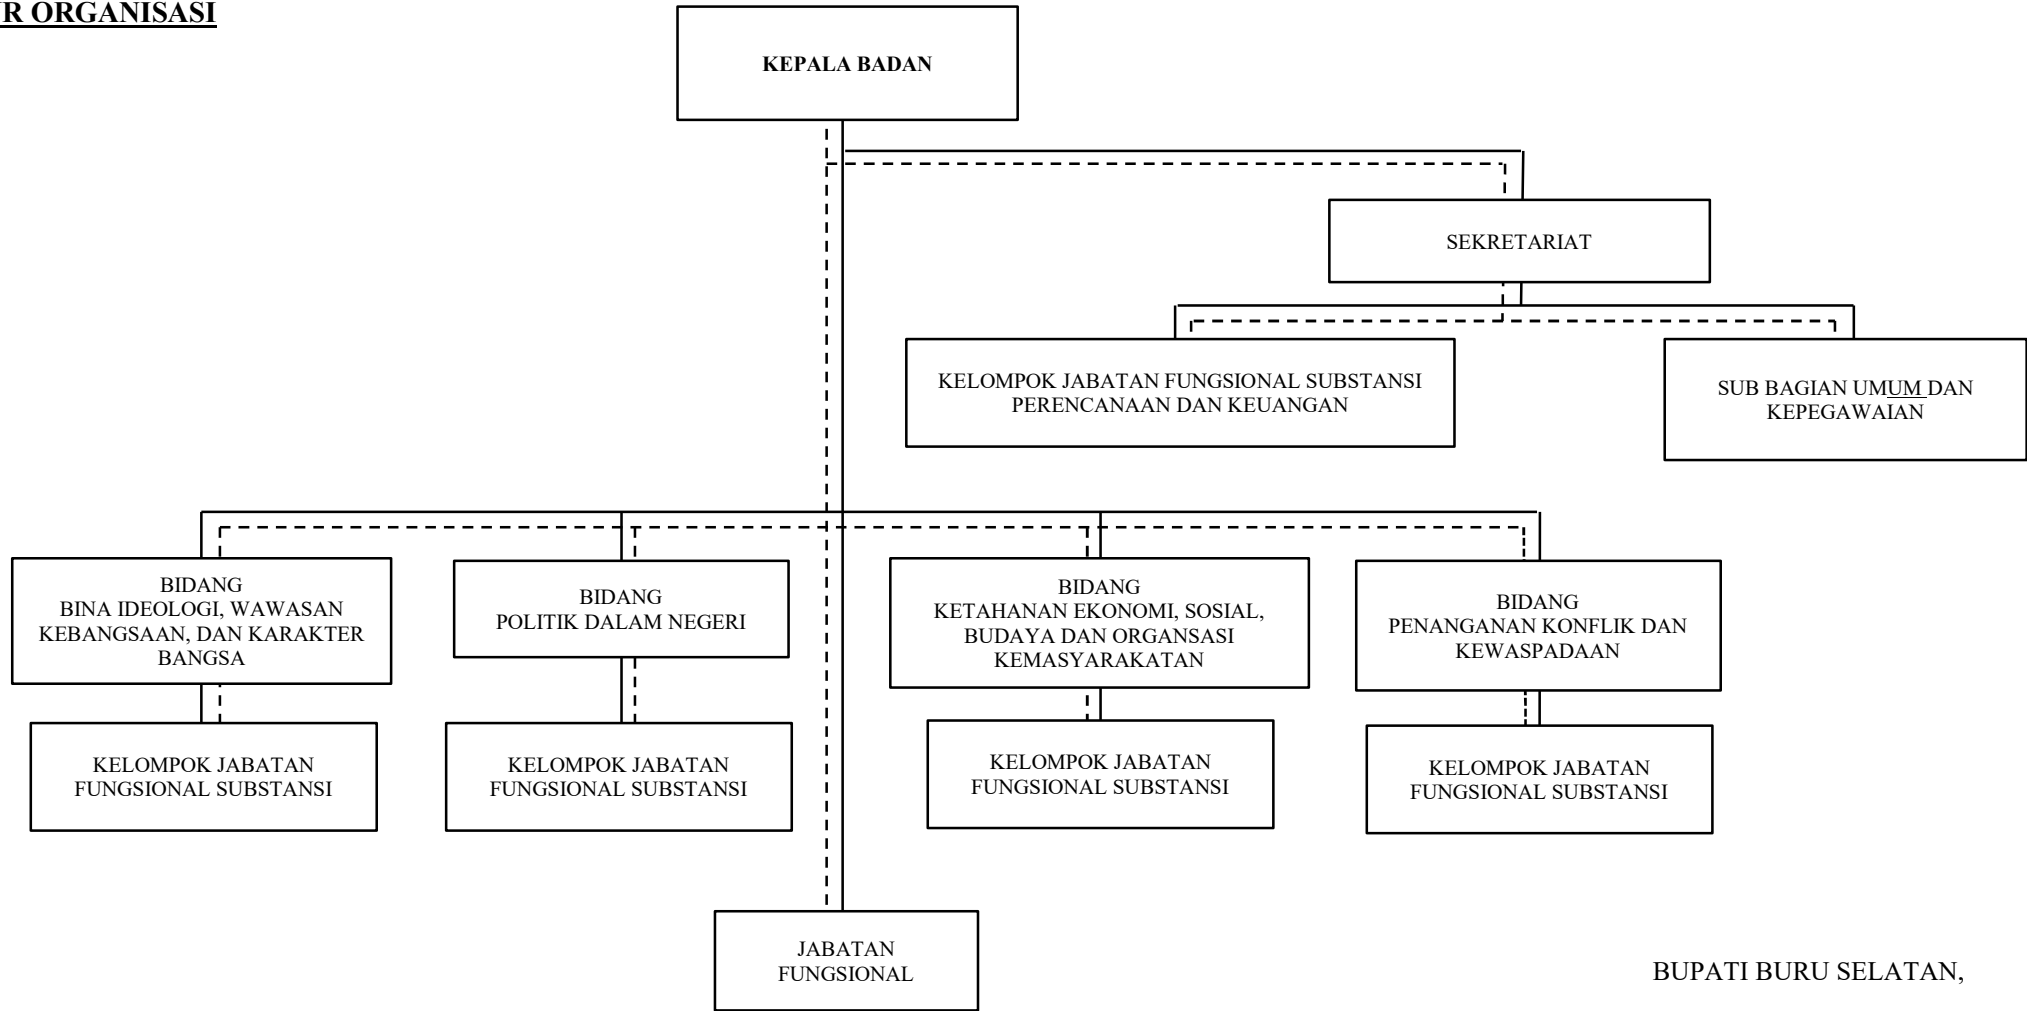 R ORGANISASI
KEPALA BADAN
SEKRETARIAT
KELOMPOK JABATAN FUNGSIONAL SUBSTANSI
PERENCANAAN DAN KEUANGAN
SUB BAGIAN UMUM DAN
KEPEGAWAIAN
BIDANG
BINA IDEOLOGI, WAWASAN
KEBANGSAAN, DAN KARAKTER
BANGSA
BIDANG
POLITIK DALAM NEGERI
BIDANG
KETAHANAN EKONOMI, SOSIAL,
BUDAYA DAN ORGANSASI
KEMASYARAKATAN
BIDANG
PENANGANAN KONFLIK DAN
KEWASPADAAN
KELOMPOK JABATAN
FUNGSIONAL SUBSTANSI
KELOMPOK JABATAN
FUNGSIONAL SUBSTANSI
KELOMPOK JABATAN
FUNGSIONAL SUBSTANSI
KELOMPOK JABATAN
FUNGSIONAL SUBSTANSI
JABATAN
FUNGSIONAL
BUPATI BURU SELATAN,